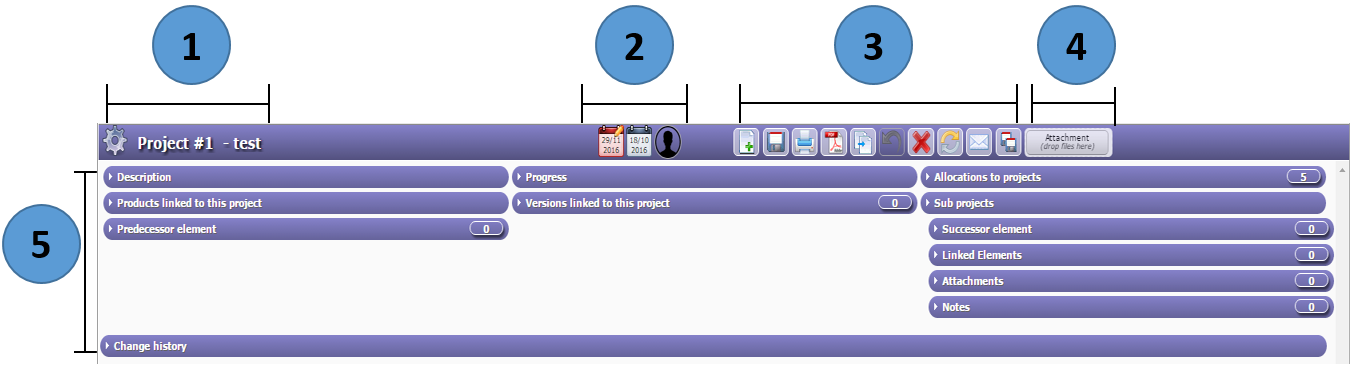 1
2
3
4
Project #1 - test
29/11
2016
18/10
2016
PDF
Attachment
(drop files here)
Description
Progress
Allocations to projects 5
Products linked to this project
Versions linked to this project 0
Sub projects
Predecessor element 0
Successor element 0
5
Linked Elements 0
Attachments 0
Notes 0
Change history